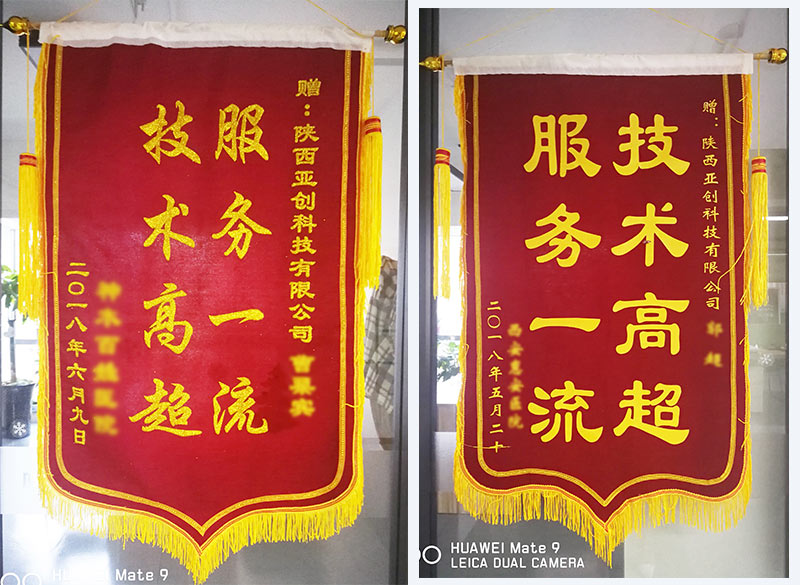 赠：陕西亚创科技有限公司
服务一流
技术高超
二〇一八年六月九日
Mate 9
赠：陕西亚创科技有限公司
技术高超
服务一流
二〇一八年五月二十
HUAWEI Mate 9
LEICA DUAL CAMERA